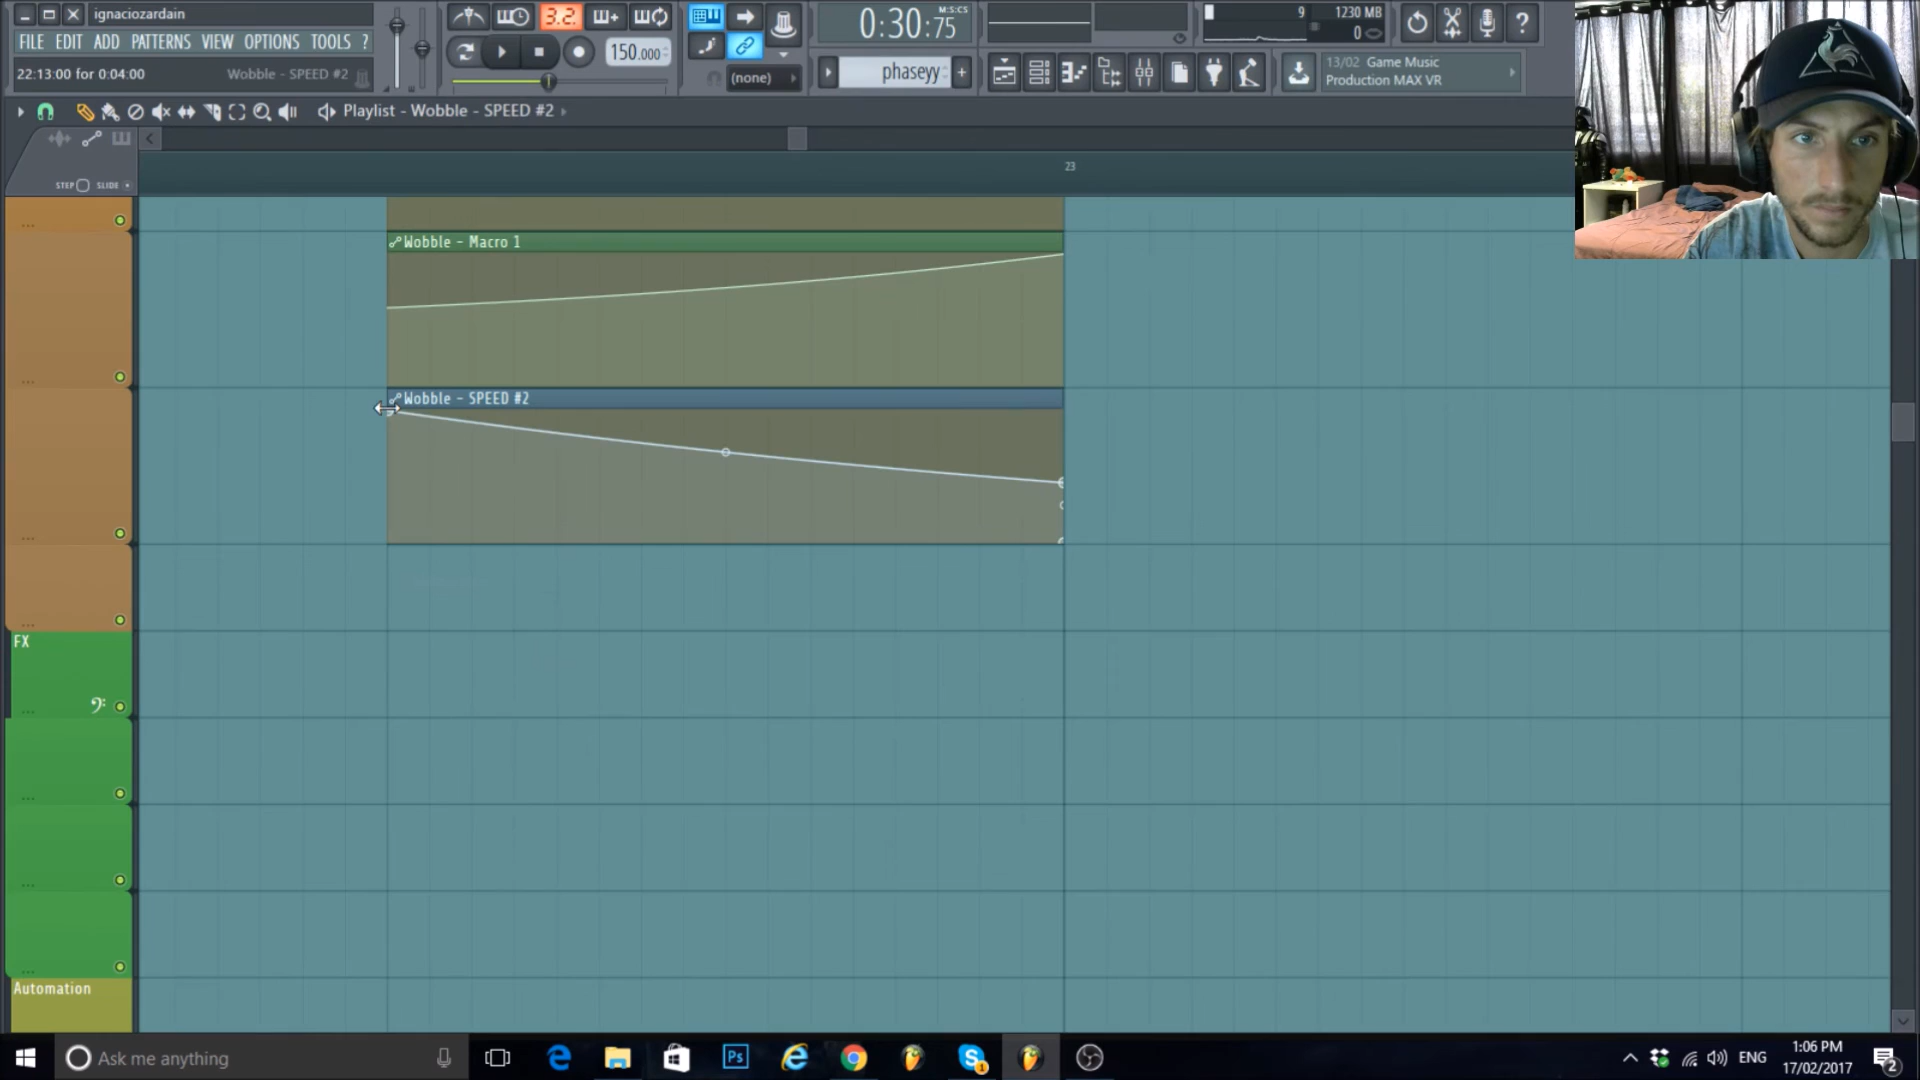 ignaciozardain
FILE EDIT ADD PATTERNS VIEW OPTIONS TOOLS ?
22:13:00 for 0:04:00 Wobble - SPEED #2
3.2
150.000
(none)
0:30:75
M:S:CS
phaseyy
9
1230 MB
0
13/02 Game Music
Production MAX VR
Playlist - Wobble - SPEED #2
STEP SLIDE
23
Wobble - Macro 1
Wobble - SPEED #2
FX
Automation
Ask me anything
Ps
1
ENG
1:06 PM
17/02/2017
2